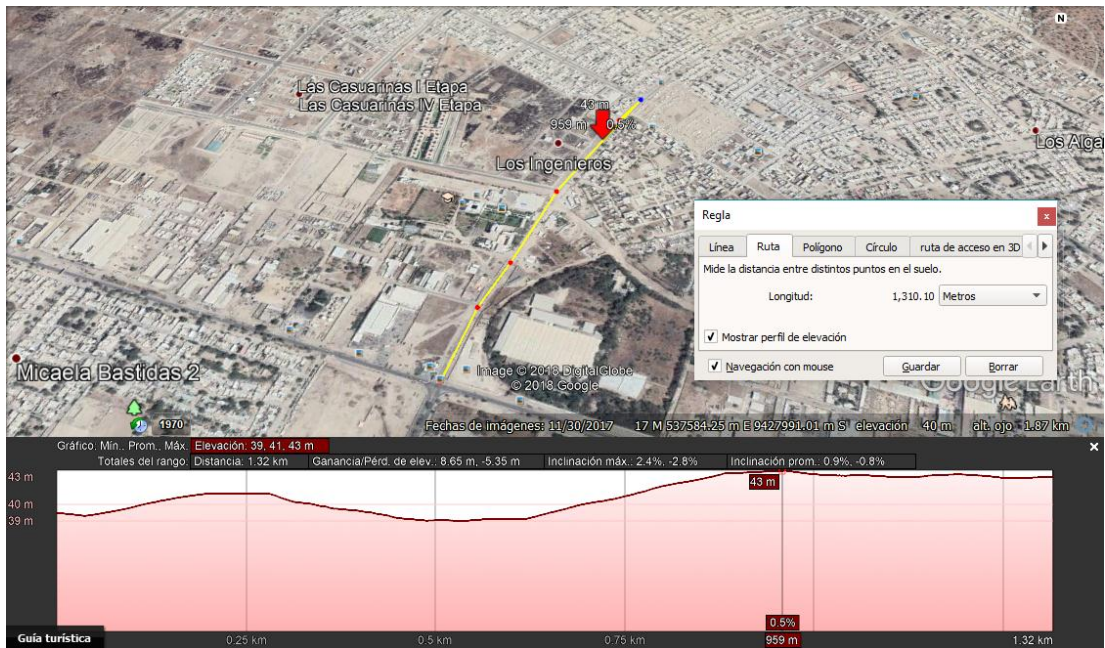 N
Las Casuarinas I Etapa
Las Casuarinas IV Etapa
43 m
959 m 0.5%
Los Ingenieros
Micaela Bastidas 2
Regla
x
Línea Ruta Polígono Círculo ruta de acceso en 3D
Mide la distancia entre distintos puntos en el suelo.
Longitud: 1,310.10 Metros
Mostrar perfil de elevación
Navegación con mouse Guardar Borrar
Image © 2018 DigitalGlobe
© 2018 Google
Google Earth
1970
Fechas de imágenes: 11/30/2017 17 M 537584.25 m E 9427991.01 m S elevación 40 m alt. ojo 1.87 km
Gráfico: Mín., Prom., Máx. Elevación: 39, 41, 43 m
Totales del rango: Distancia: 1.32 km Ganancia/Pérd. de elev.: 8.65 m, -5.35 m Inclinación máx.: 2.4%, -2.8% Inclinación prom.: 0.9%, -0.8%
43 m
40 m
39 m
43 m
0.5%
Guía turística
0.25 km 0.5 km 0.75 km 959 m 1.32 km